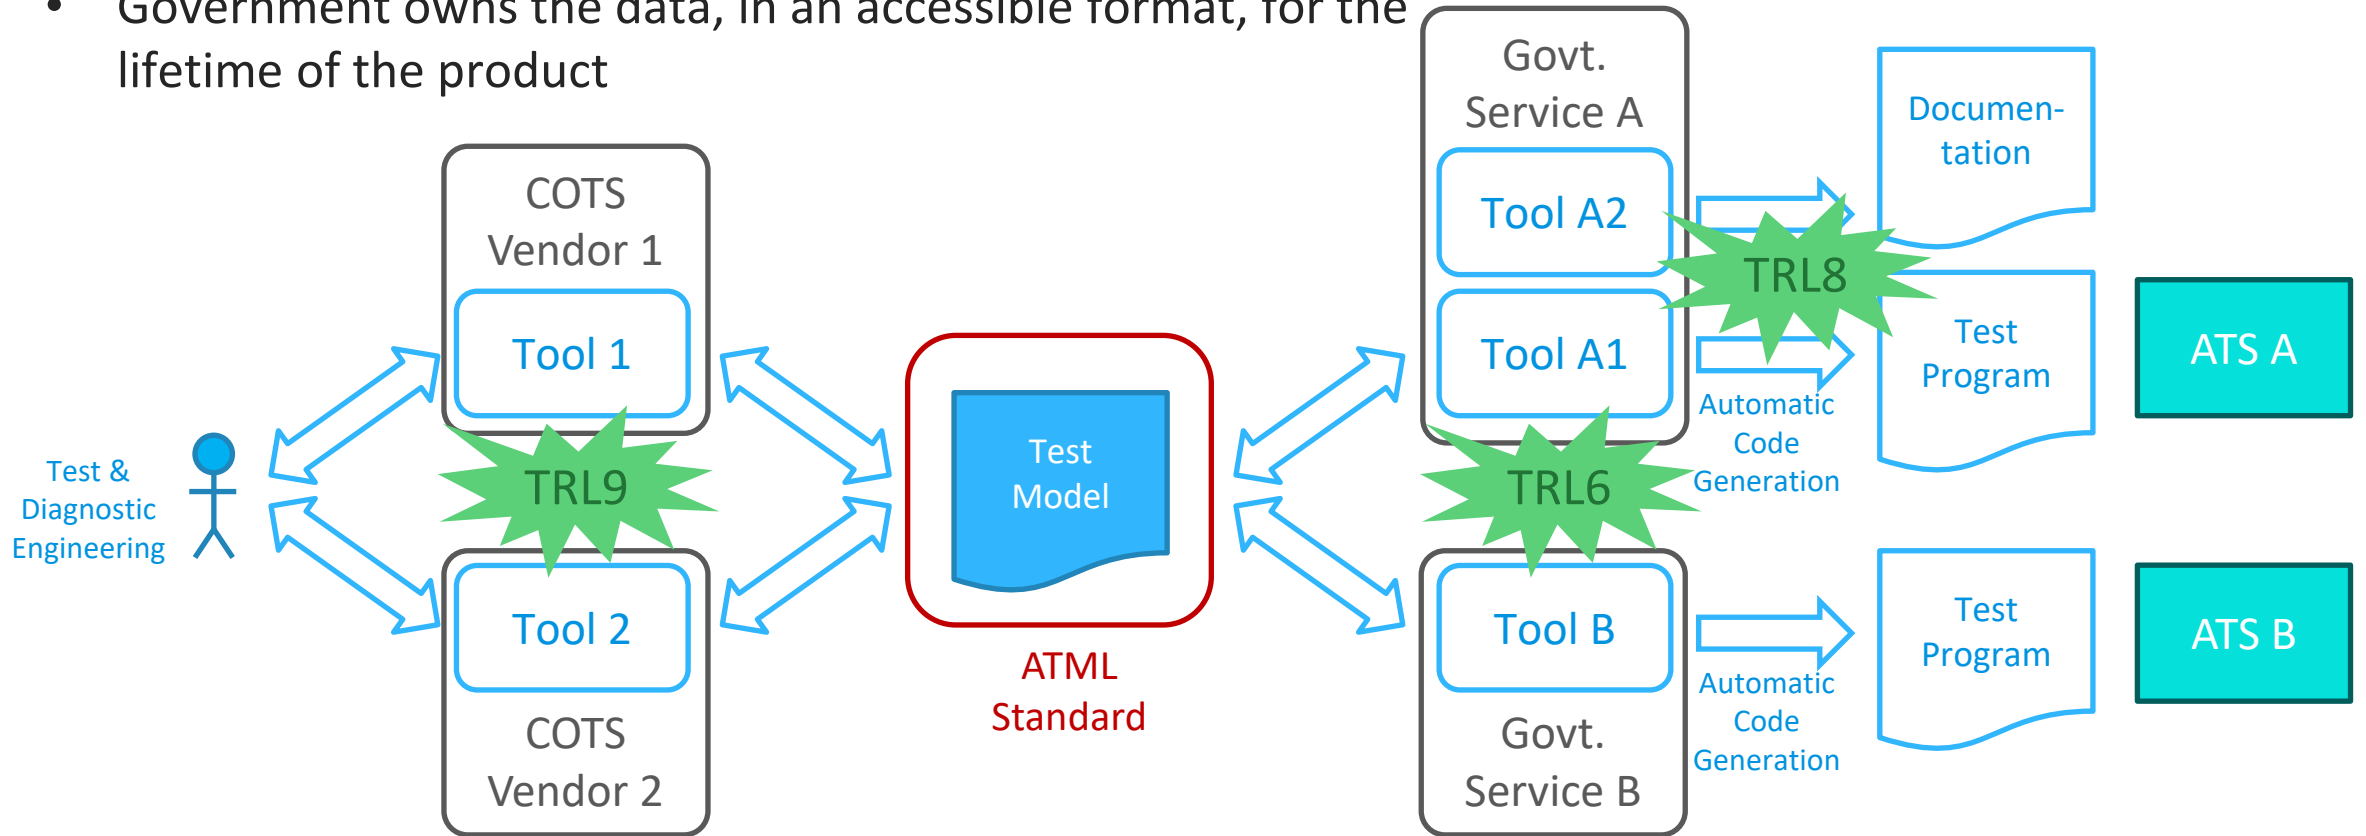 • Government owns the data, in an accessible format, for the
lifetime of the product
Test &
Diagnostic
Engineering
COTS
Vendor 1
Tool 1
TRL9
Tool 2
COTS
Vendor 2
Test
Model
ATML
Standard
Govt.
Service A
Tool A2
Tool A1
TRL6
Tool B
Govt.
Service B
TRL8
Automatic
Code
Generation
Automatic
Code
Generation
Documen-
tation
Test
Program
Test
Program
ATS A
ATS B